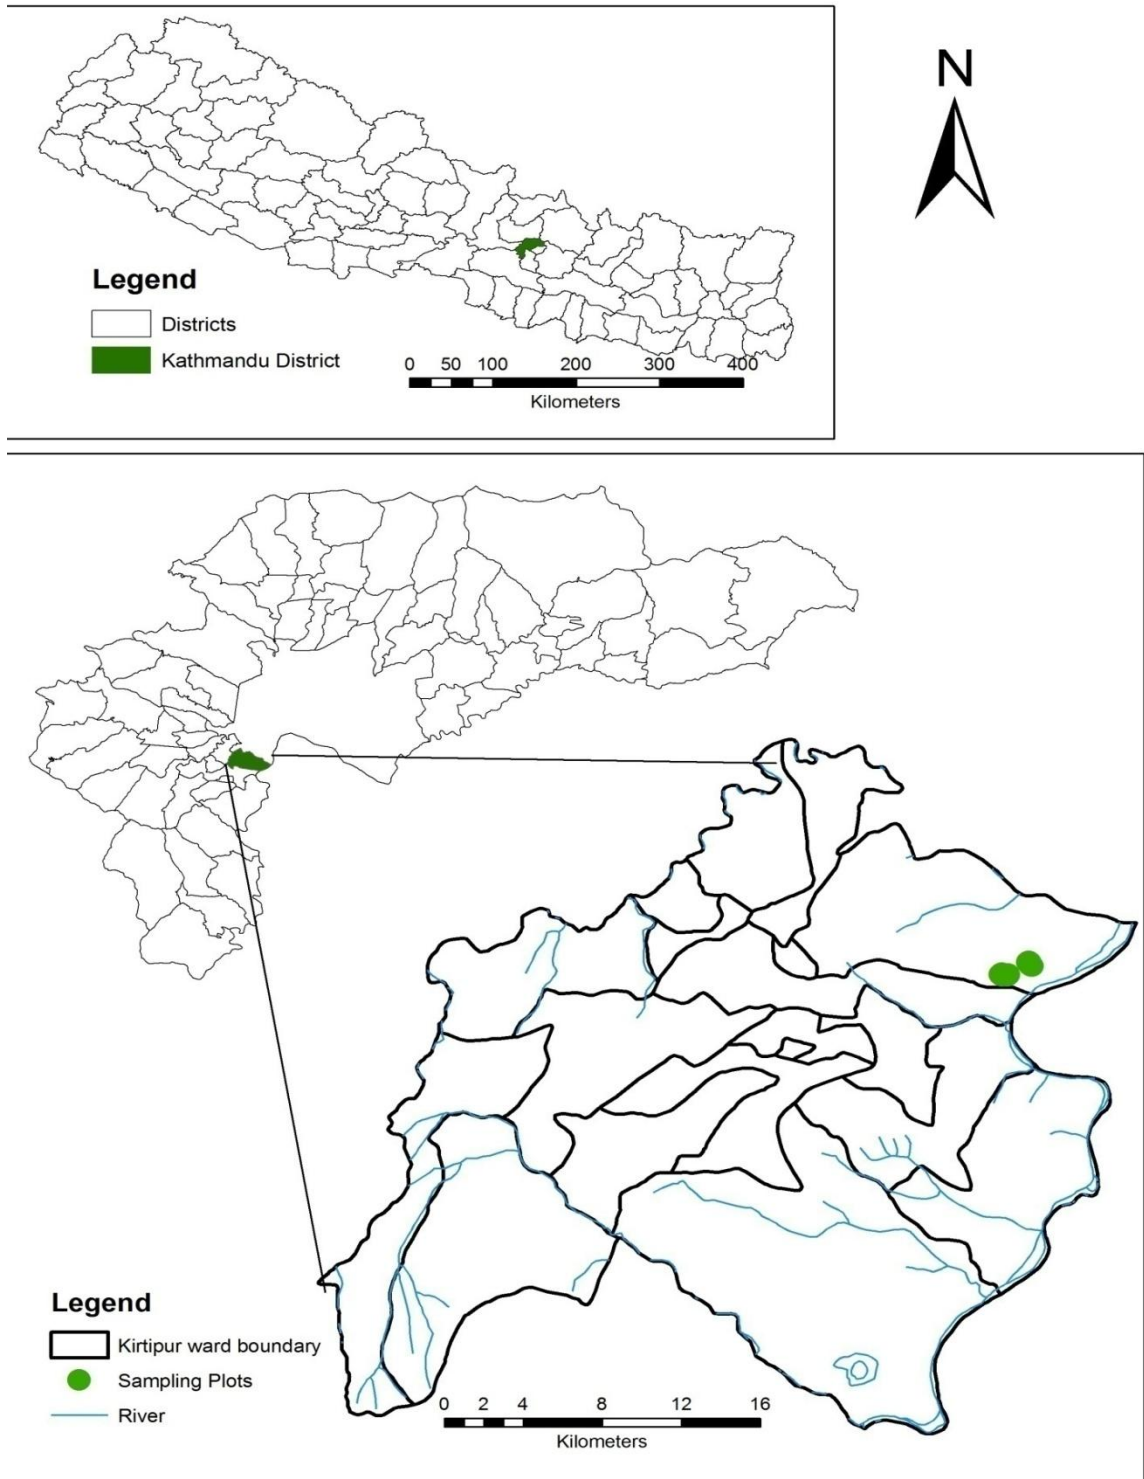 N
Legend
Districts
Kathmandu District
0 50 100 200 300 400
Kilometers
Legend
Kirtipur ward boundary
Sampling Plots
River
0 2 4 8 12 16
Kilometers